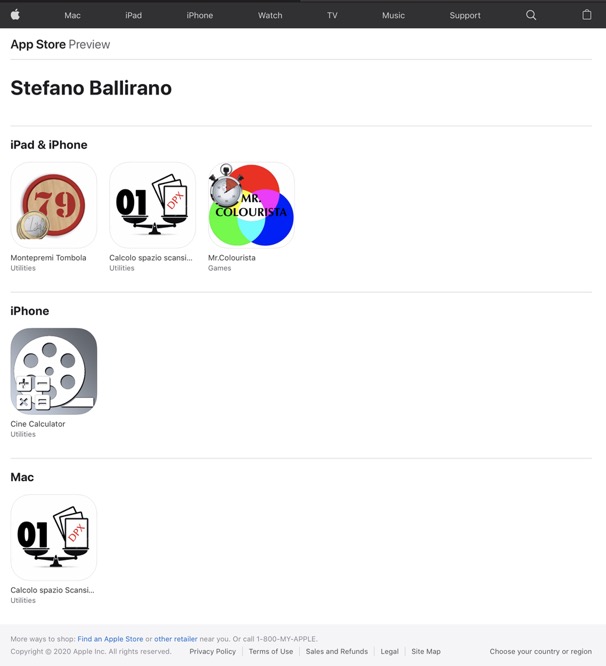 Mac iPad iPhone Watch TV Music Support
App Store Preview
Stefano Ballirano
iPad & iPhone
79
1
01 DPX
MR.
COLOURISTA
Montepremi Tombola Calcolo spazio scansi... Mr.Colourista
Utilities Utilities Games
iPhone
+ −
× =
Cine Calculator
Utilities
Mac
01 DPX
Calcolo spazio Scansi...
Utilities
More ways to shop: Find an Apple Store or other retailer near you. Or call 1-800-MY-APPLE.
Copyright © 2020 Apple Inc. All rights reserved. Privacy Policy Terms of Use Sales and Refunds Legal Site Map Choose your country or region